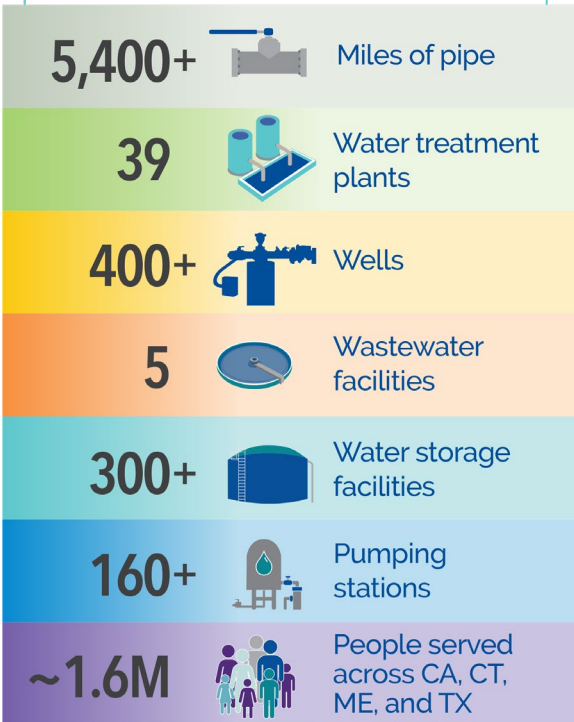 5,400+
Miles of pipe
39
Water treatment
plants
400+
Wells
5
Wastewater
facilities
300+
Water storage
facilities
160+
Pumping
stations
~1.6M
People served
across CA, CT,
ME, and TX